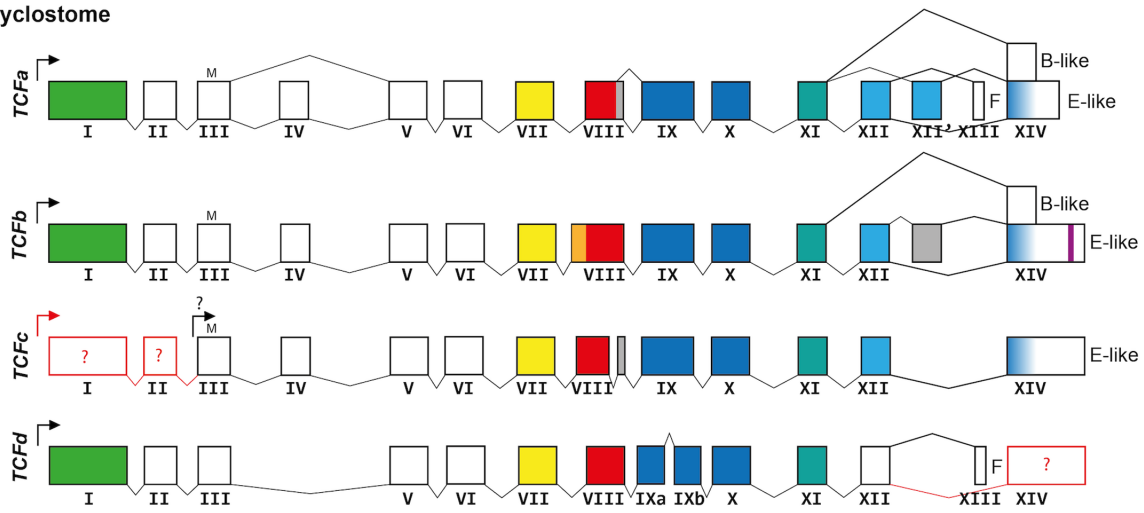 yclostome
TCFa
M
B-like
F
E-like
I II III IV V VI VII VIII IX X XI XII XII' XIII XIV
TCFb
M
B-like
E-like
I II III IV V VI VII VIII IX X XI XII XIV
TCFc
?
M
? ?
E-like
I II III IV V VI VII VIII IX X XI XII XIV
TCFd
F
?
I II III V VI VII VIII IXa IXb X XI XII XIII XIV